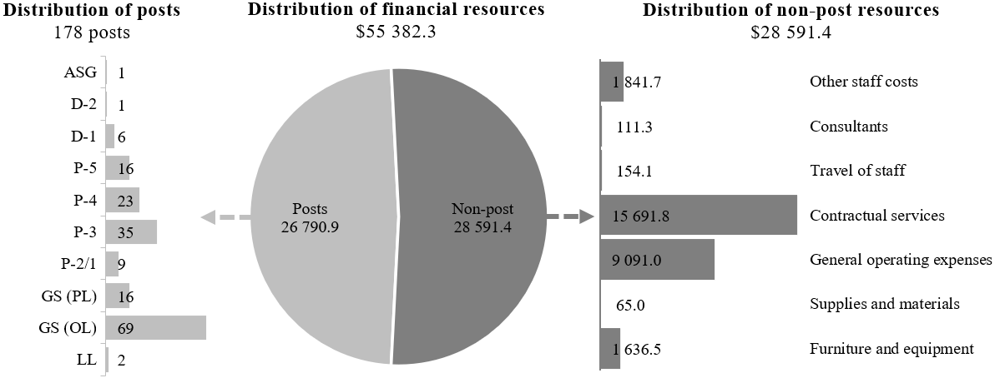 Distribution of posts
178 posts
ASG 1
D-2 1
D-1 6
P-5 16
P-4 23
P-3 35
P-2/1 9
GS (PL) 16
GS (OL) 69
LL 2
Distribution of financial resources
$55 382.3
Posts
26 790.9
Non-post
28 591.4
Distribution of non-post resources
$28 591.4
1 841.7 Other staff costs
111.3 Consultants
154.1 Travel of staff
15 691.8 Contractual services
9 091.0 General operating expenses
65.0 Supplies and materials
1 636.5 Furniture and equipment